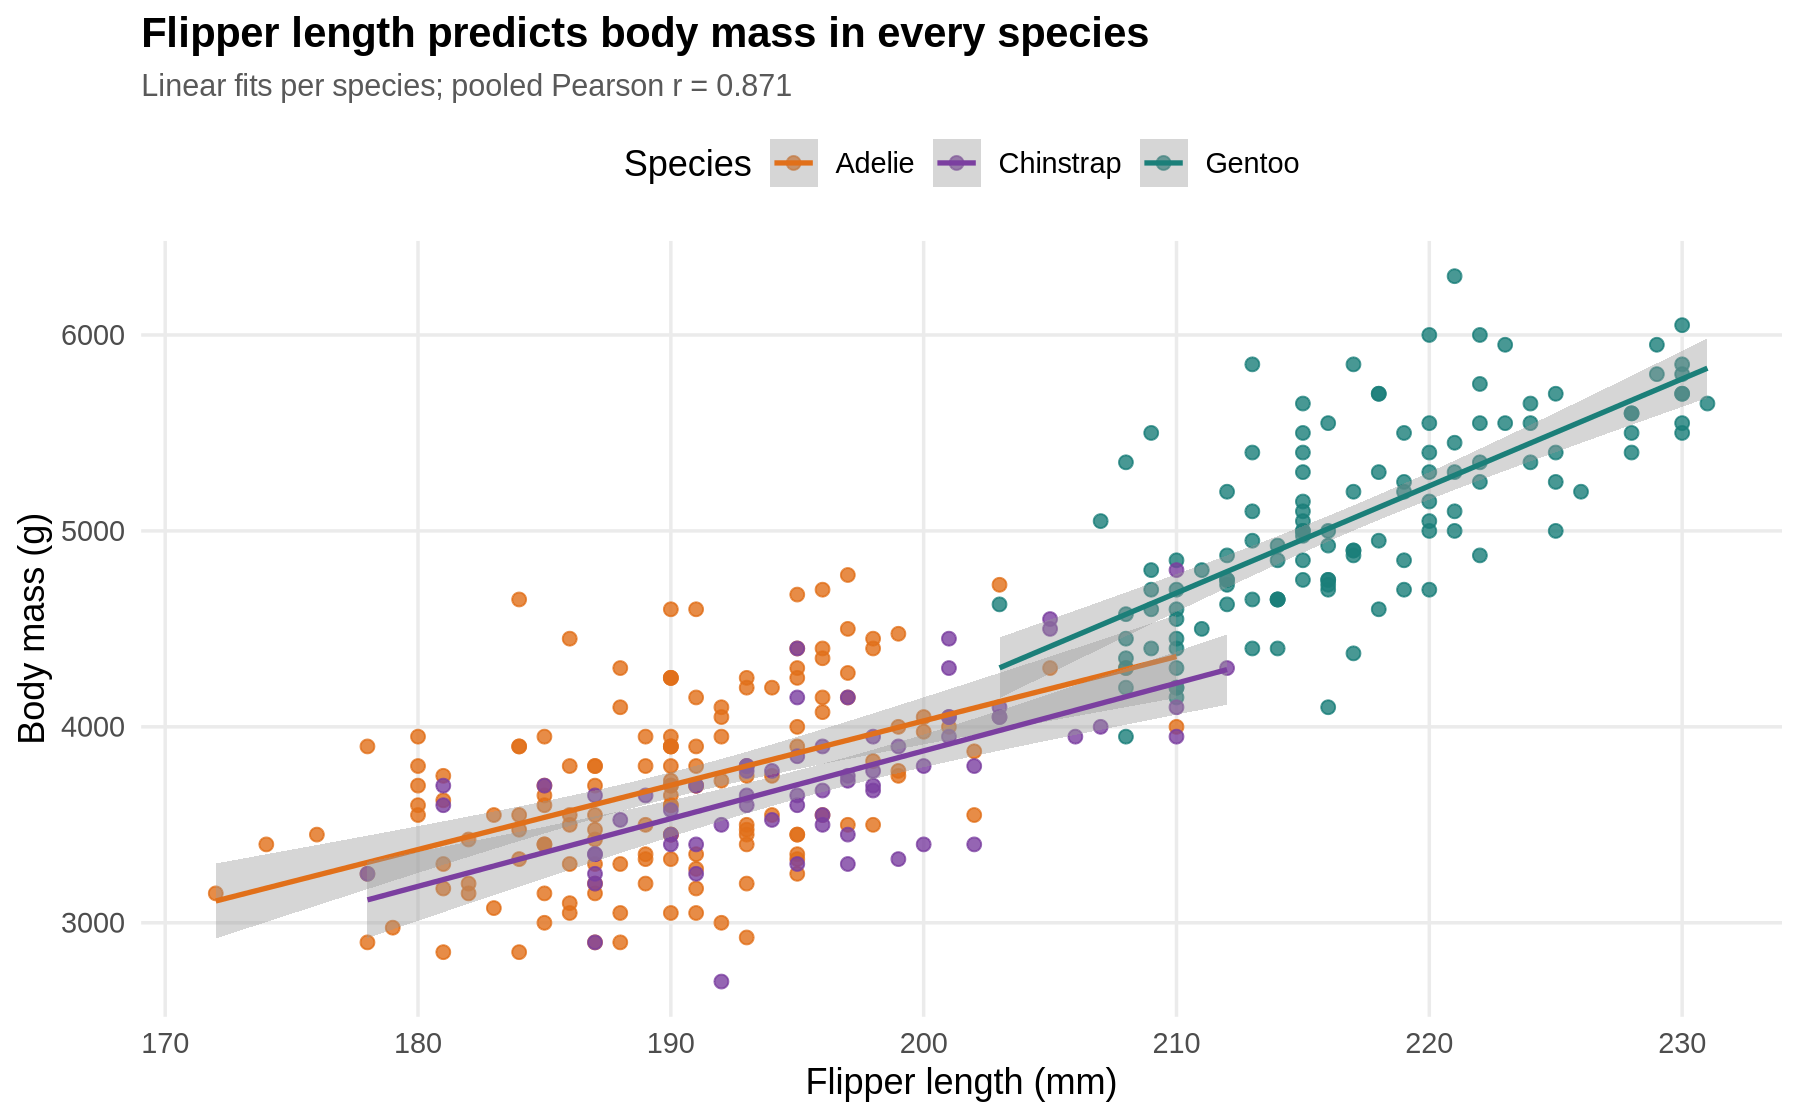 Flipper length predicts body mass in every species
Linear fits per species; pooled Pearson r = 0.871
Species Adelie Chinstrap Gentoo
Body mass (g)
6000
5000
4000
3000
170 180 190 200 210 220 230
Flipper length (mm)